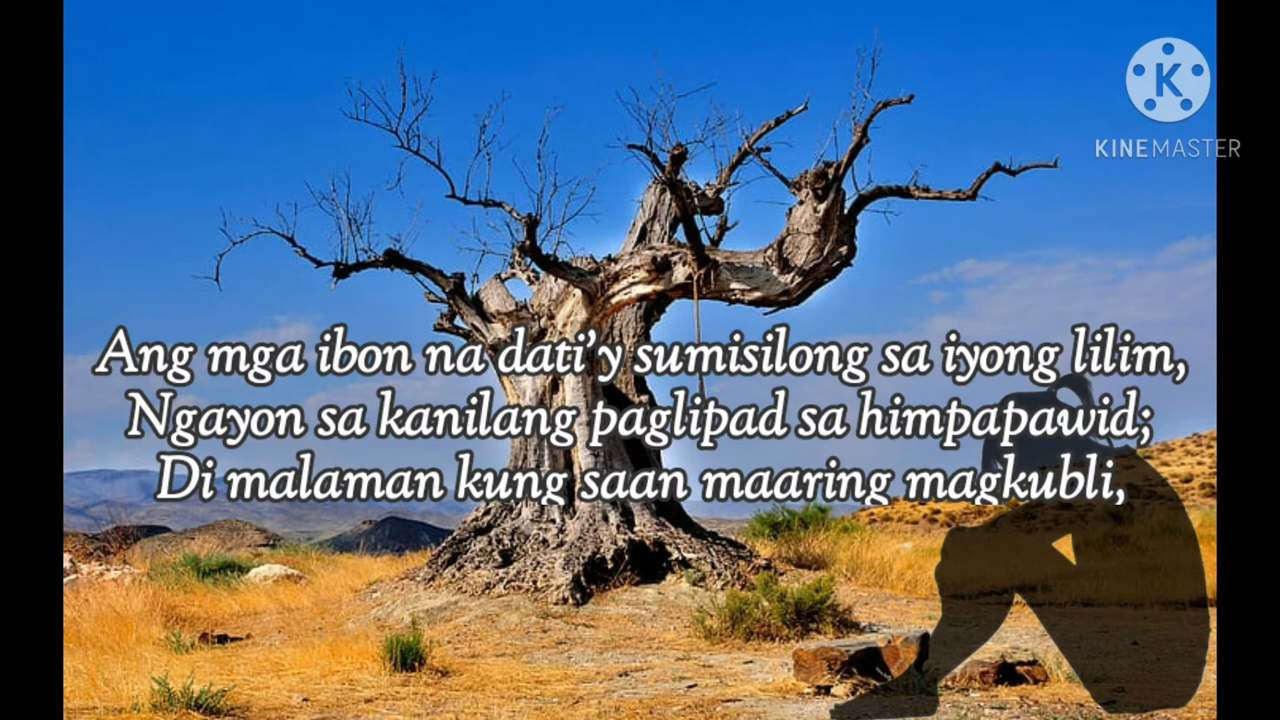 K
KINEMASTER
Ang mga ibon na dati'y sumisilong sa iyong lilim,
Ngayon sa kanilang paglipad sa himpapawid;
Di malaman kung saan maaring magkubli,